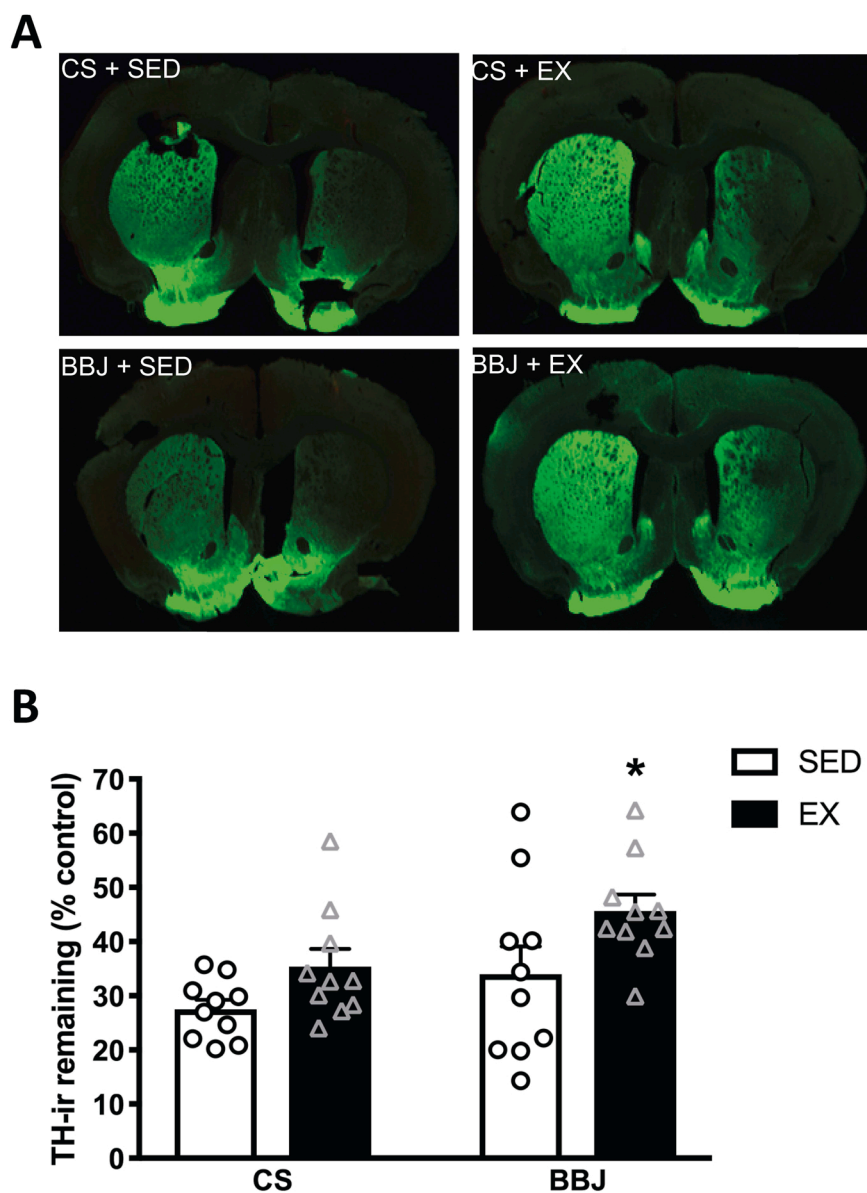 A
CS + SED
CS + EX
BBJ + SED
BBJ + EX
B
TH-ir remaining (% control)
70
60
50
40
30
20
10
0
CS
BBJ
*
SED
EX